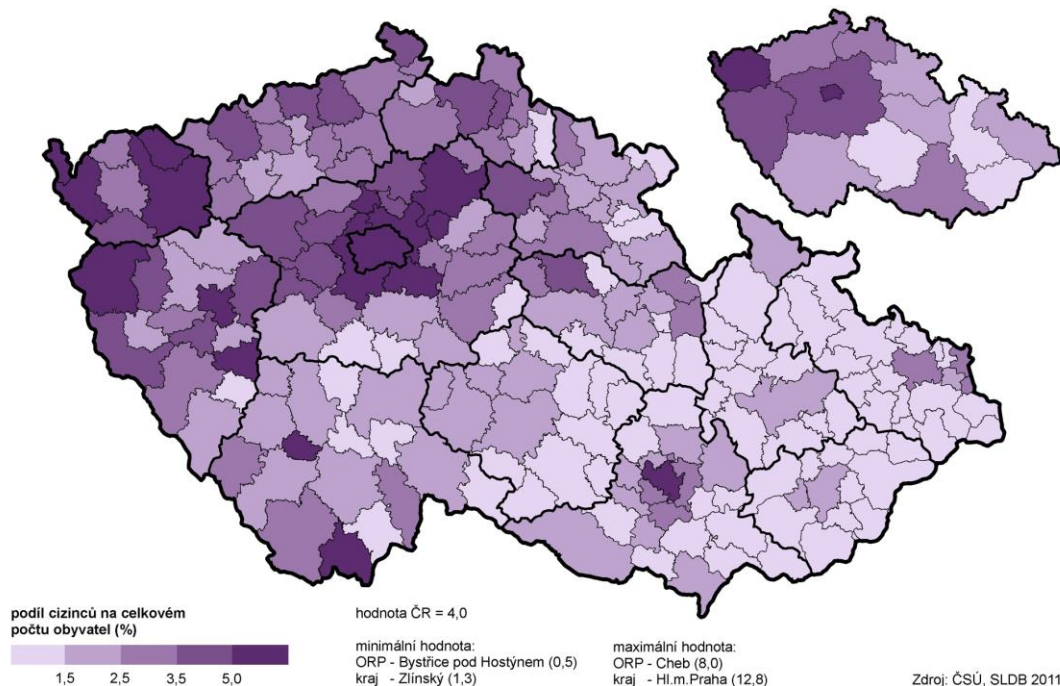 podíl cizinců na celkovém
počtu obyvatel (%)
1,5 2,5 3,5 5,0
hodnota ČR = 4,0
minimální hodnota:
ORP - Bystřice pod Hostýnem (0,5)
kraj - Zlínský (1,3)
maximální hodnota:
ORP - Cheb (8,0)
kraj - Hl.m.Praha (12,8)
Zdroj: ČSÚ, SLDB 2011